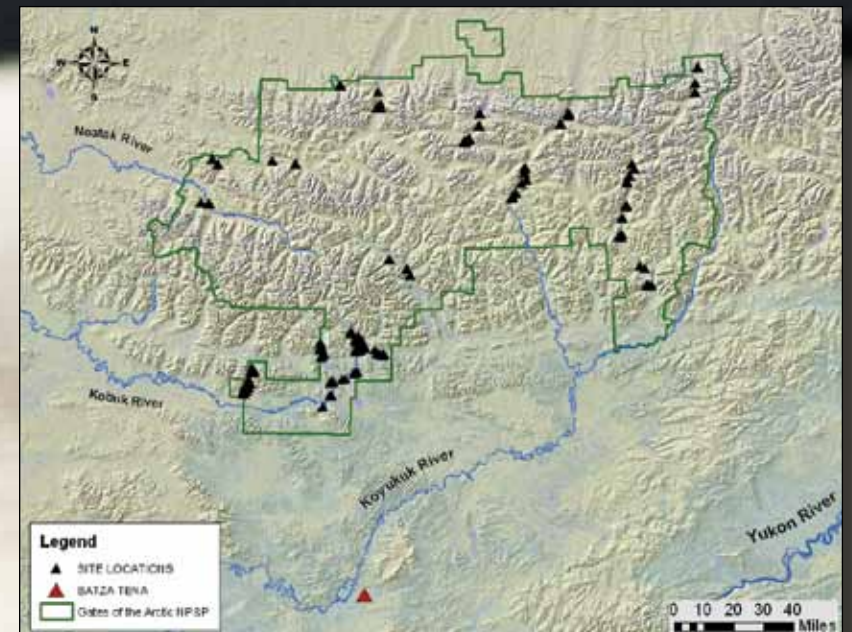 N
W E
S
Noatak River
Kobuk River
Koyukuk River
Yukon River
Legend
SITE LOCATIONS
BATZA TENA
Gates of the Arctic NPSP
0 10 20 30 40
Miles